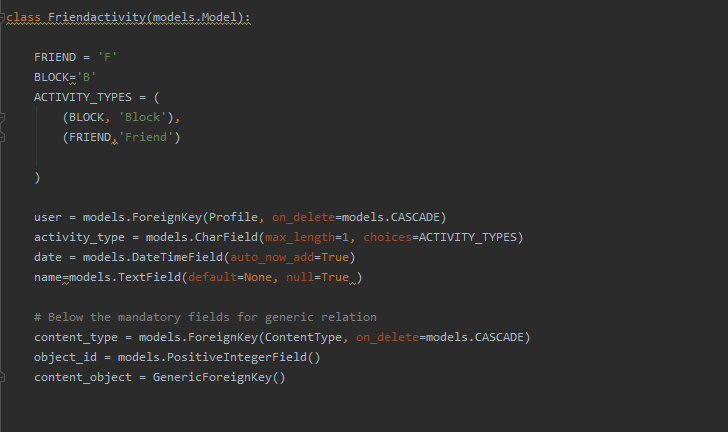 class Friendactivity(models.Model):
FRIEND = 'F'
BLOCK='B'
ACTIVITY_TYPES = (
(BLOCK, 'Block'),
(FRIEND,'Friend')
)
user = models.ForeignKey(Profile, on_delete=models.CASCADE)
activity_type = models.CharField(max_length=1, choices=ACTIVITY_TYPES)
date = models.DateTimeField(auto_now_add=True)
name=models.TextField(default=None, null=True )
# Below the mandatory fields for generic relation
content_type = models.ForeignKey(ContentType, on_delete=models.CASCADE)
object_id = models.PositiveIntegerField()
content_object = GenericForeignKey()